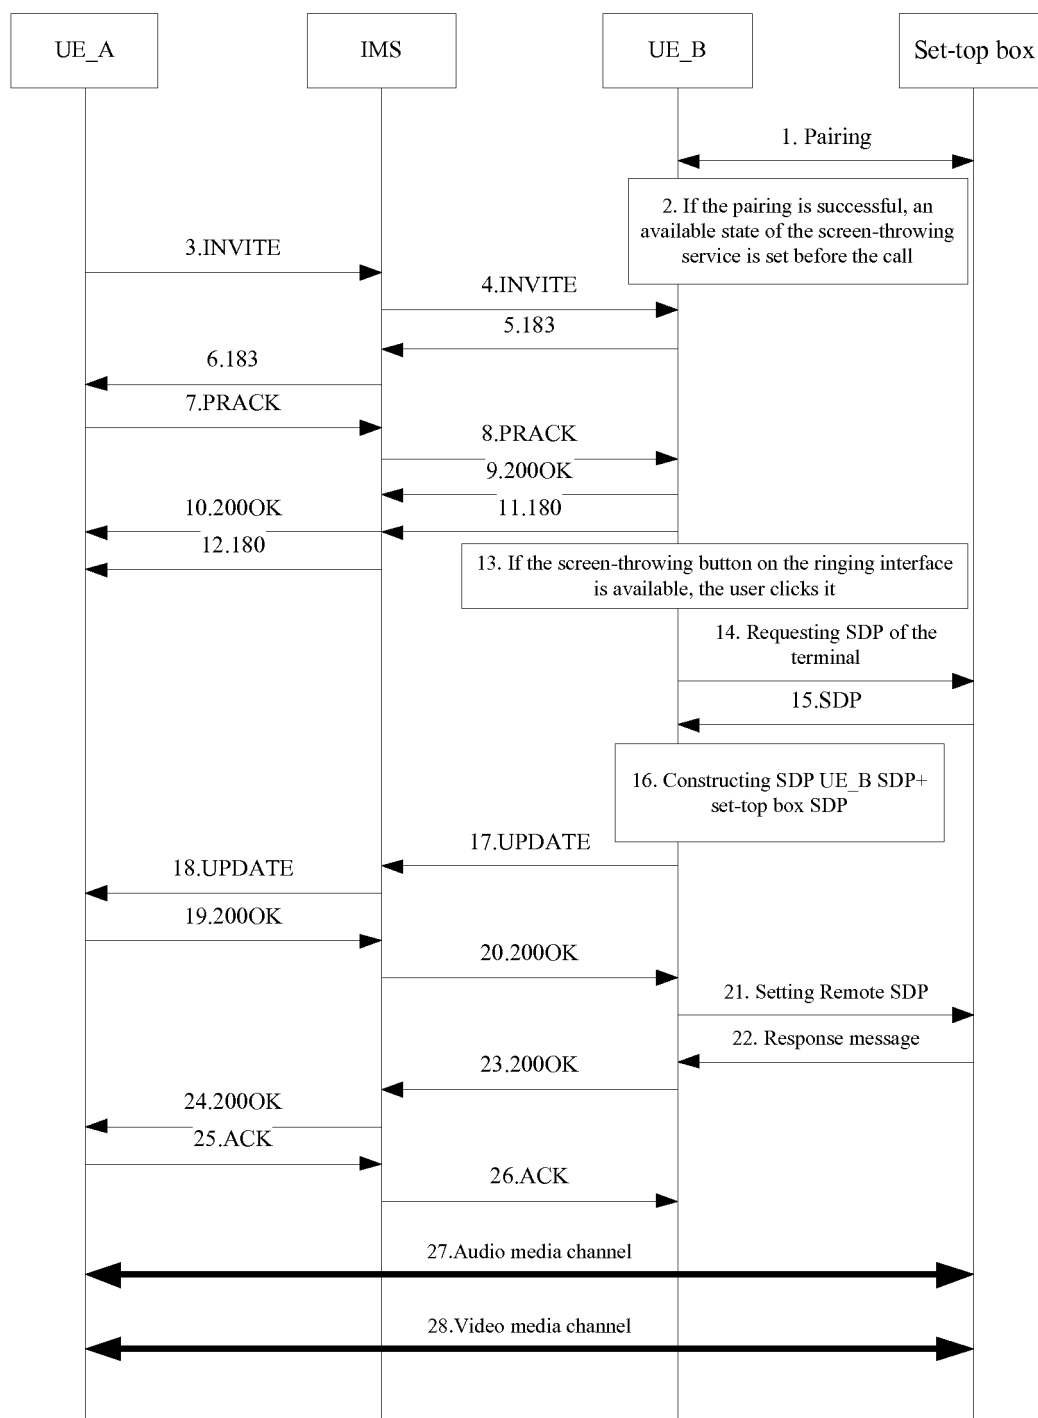 UE_A
IMS
UE_B
Set-top box
1. Pairing
2. If the pairing is successful, an
available state of the screen-throwing
service is set before the call
3.INVITE
4.INVITE
5.183
6.183
7.PRACK
8.PRACK
9.200OK
10.200OK
11.180
12.180
13. If the screen-throwing button on the ringing interface
is available, the user clicks it
14. Requesting SDP of the
terminal
15.SDP
16. Constructing SDP UE_B SDP+
set-top box SDP
17.UPDATE
18.UPDATE
19.200OK
20.200OK
21. Setting Remote SDP
22. Response message
23.200OK
24.200OK
25.ACK
26.ACK
27.Audio media channel
28.Video media channel